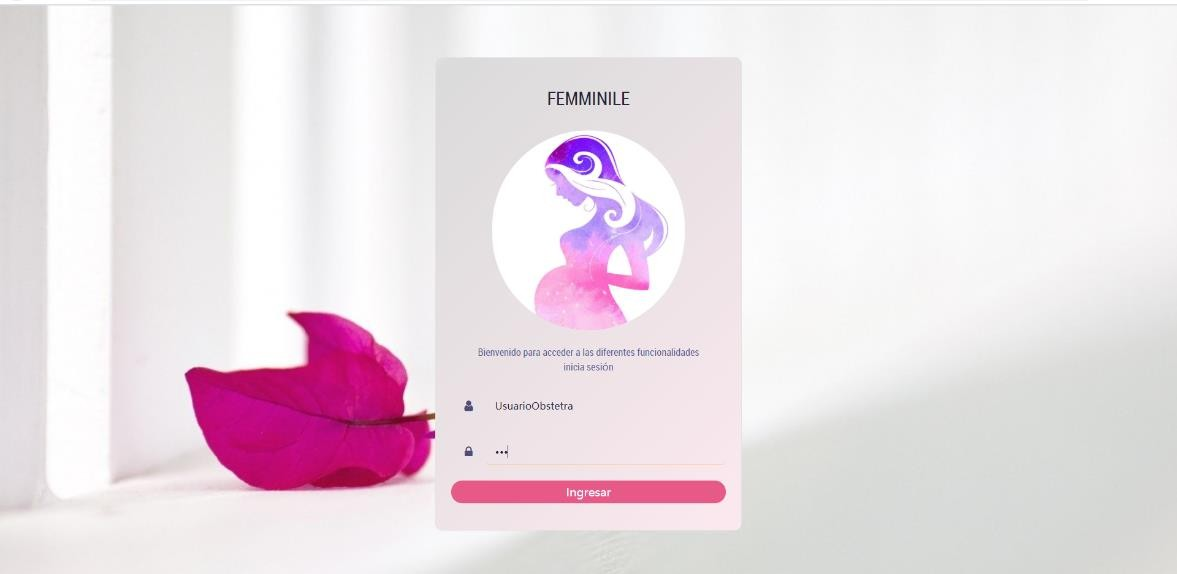 FEMMINILE
Bienvenido para acceder a las diferentes funcionalidades
inicia sesión
UsuarioObstetra
•••
Ingresar